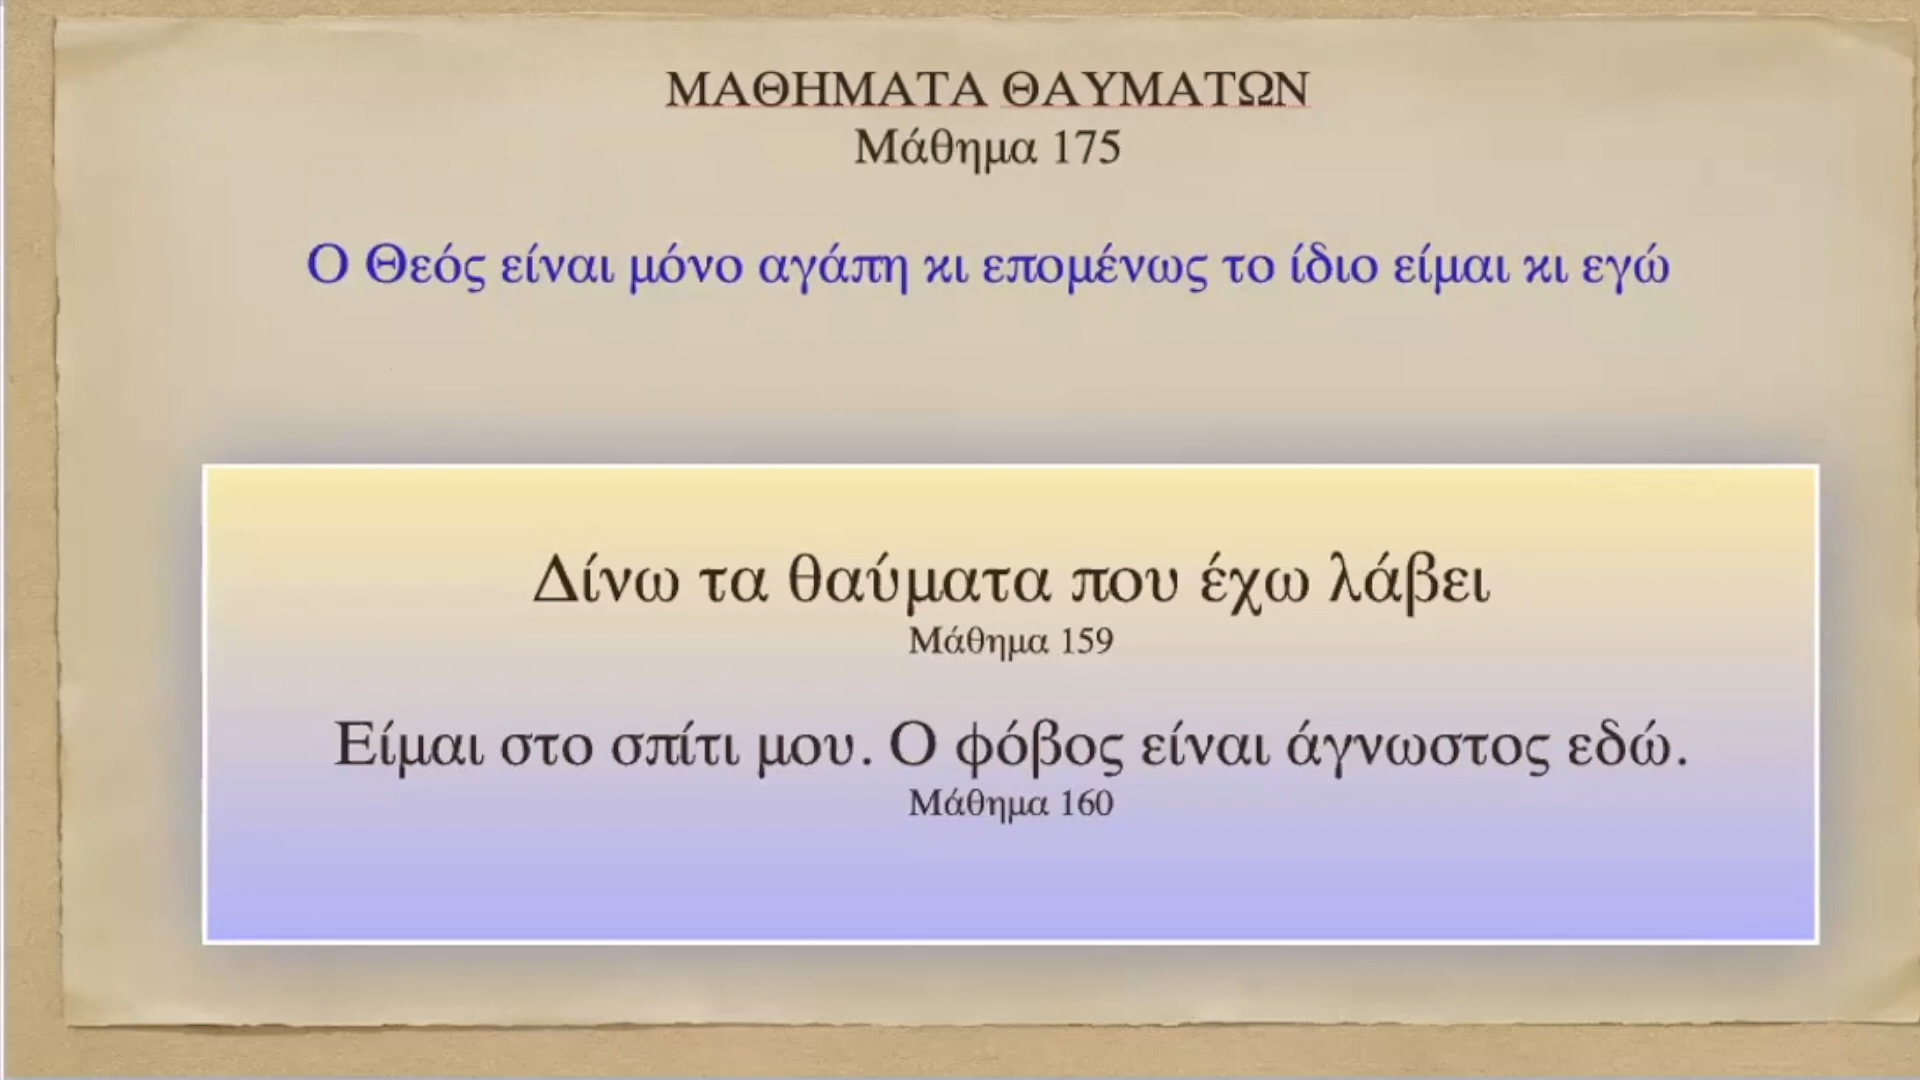 ΜΑΘΗΜΑΤΑ ΘΑΥΜΑΤΩΝ
Μάθημα 175
Ο Θεός είναι μόνο αγάπη κι επομένως το ίδιο είμαι κι εγώ
Δίνω τα θαύματα που έχω λάβει
Μάθημα 159
Είμαι στο σπίτι μου. Ο φόβος είναι άγνωστος εδώ.
Μάθημα 160